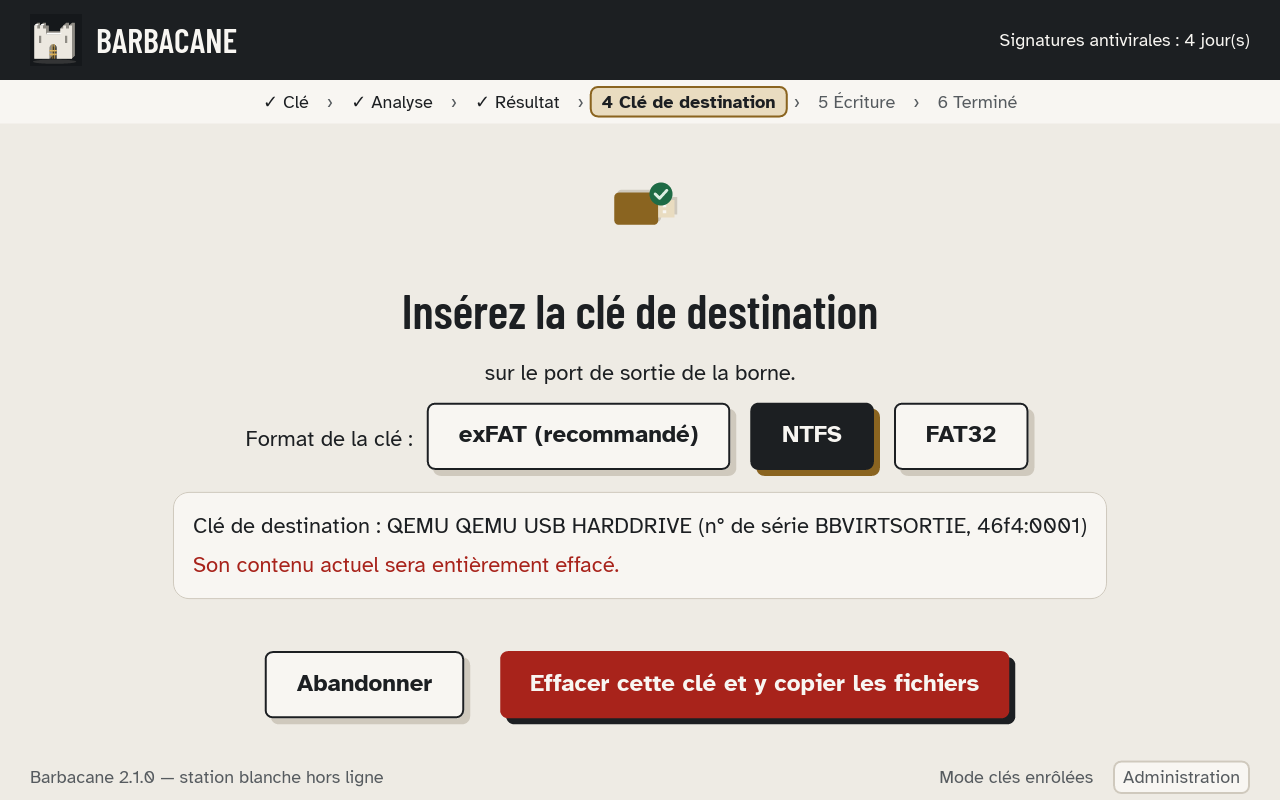 BARBACANE
Signatures antivirales : 4 jour(s)
✓ Clé › ✓ Analyse › ✓ Résultat › 4 Clé de destination › 5 Écriture › 6 Terminé
Insérez la clé de destination
sur le port de sortie de la borne.
Format de la clé : exFAT (recommandé) NTFS FAT32
Clé de destination : QEMU QEMU USB HARDDRIVE (n° de série BBVIRTSORTIE, 46f4:0001)
Son contenu actuel sera entièrement effacé.
Abandonner Effacer cette clé et y copier les fichiers
Barbacane 2.1.0 — station blanche hors ligne
Mode clés enrôlées Administration